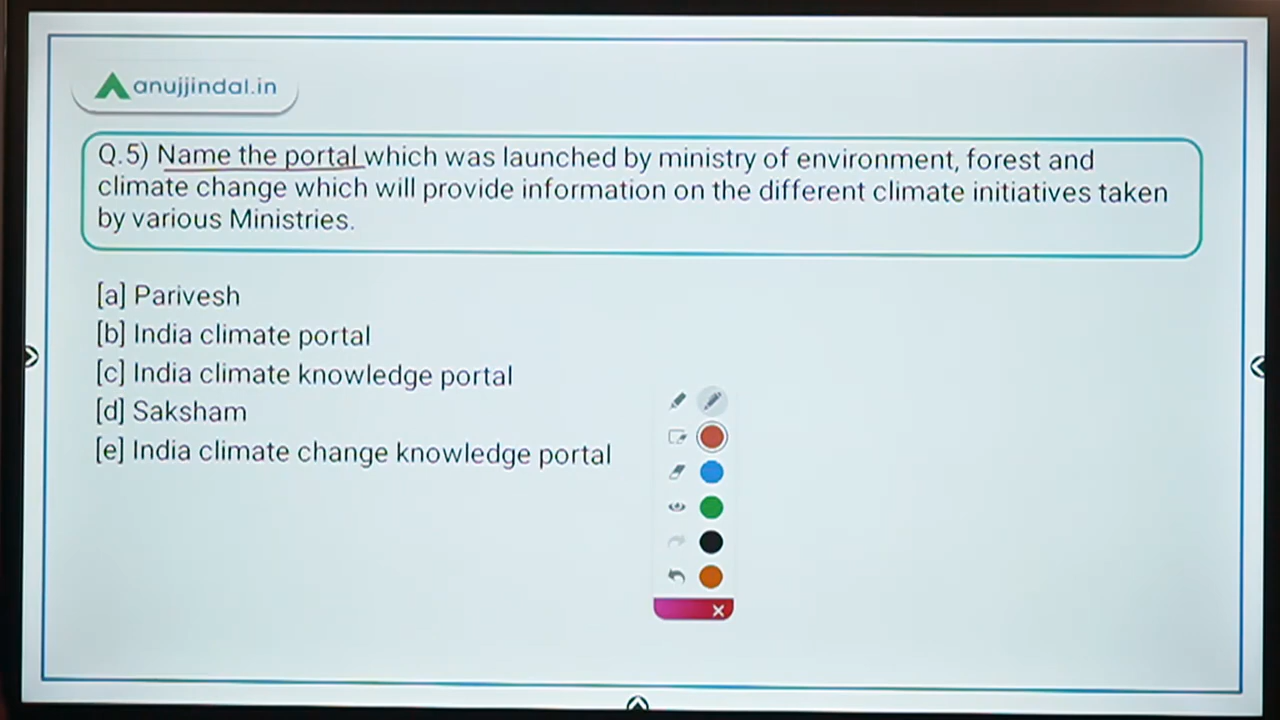 anujjindal.in
Q.5) Name the portal which was launched by ministry of environment, forest and
climate change which will provide information on the different climate initiatives taken
by various Ministries.
[a] Parivesh
[b] India climate portal
[c] India climate knowledge portal
[d] Saksham
[e] India climate change knowledge portal